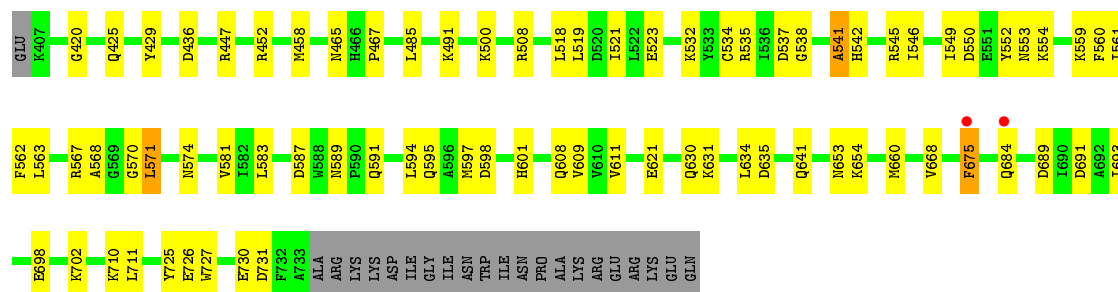 GLU K407 G420 Q425 Y429 D436 R447 R452 M458 N465 H466 P467 L485 K491 K500 R508 L518 L519 D520 I521 L522 E523 K532 Y533 C534 R535 I536 D537 G538 A541 H542 R545 I546 I549 D550 E551 Y552 N553 K554 K559 F560 I561
F562 L563 R567 A568 G569 G570 L571 N574 V581 I582 L583 D587 W588 N589 P590 Q591 L594 Q595 A596 M597 D598 H601 Q608 V609 V610 V611 E621 Q630 K631 L634 D635 Q641 N653 K654 M660 V668 F675 Q684 D689 I690 D691 A692 I693
E698 K702 K710 L711 Y725 E726 W727 E730 D731 F732 A733 ALA ARG LYS LYS ASP ILE GLY ILE ASN TRP ILE ASN PRO ALA LYS ARG GLU ARG LYS GLU GLN